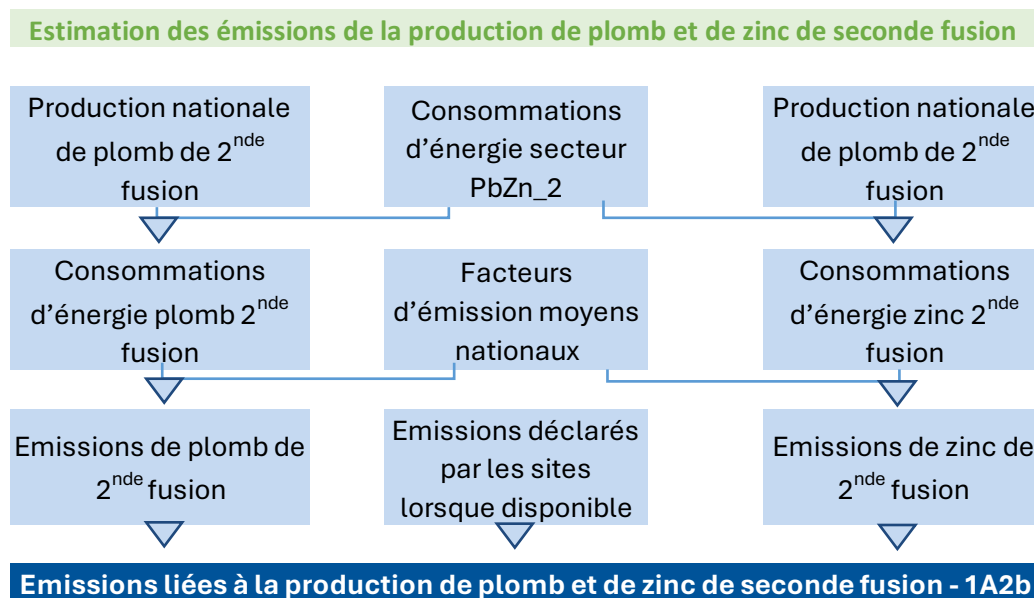 Estimation des émissions de la production de plomb et de zinc de seconde fusion
Production nationale
de plomb de 2nde
fusion
Consommations
d'énergie secteur
PbZn_2
Production nationale
de plomb de 2nde
fusion
Consommations
d'énergie plomb 2nde
fusion
Facteurs
d'émission moyens
nationaux
Consommations
d'énergie zinc 2nde
fusion
Emissions de plomb de
2nde fusion
Emissions déclarés
par les sites
lorsque disponible
Emissions de zinc de
2nde fusion
Emissions liées à la production de plomb et de zinc de seconde fusion - 1A2b